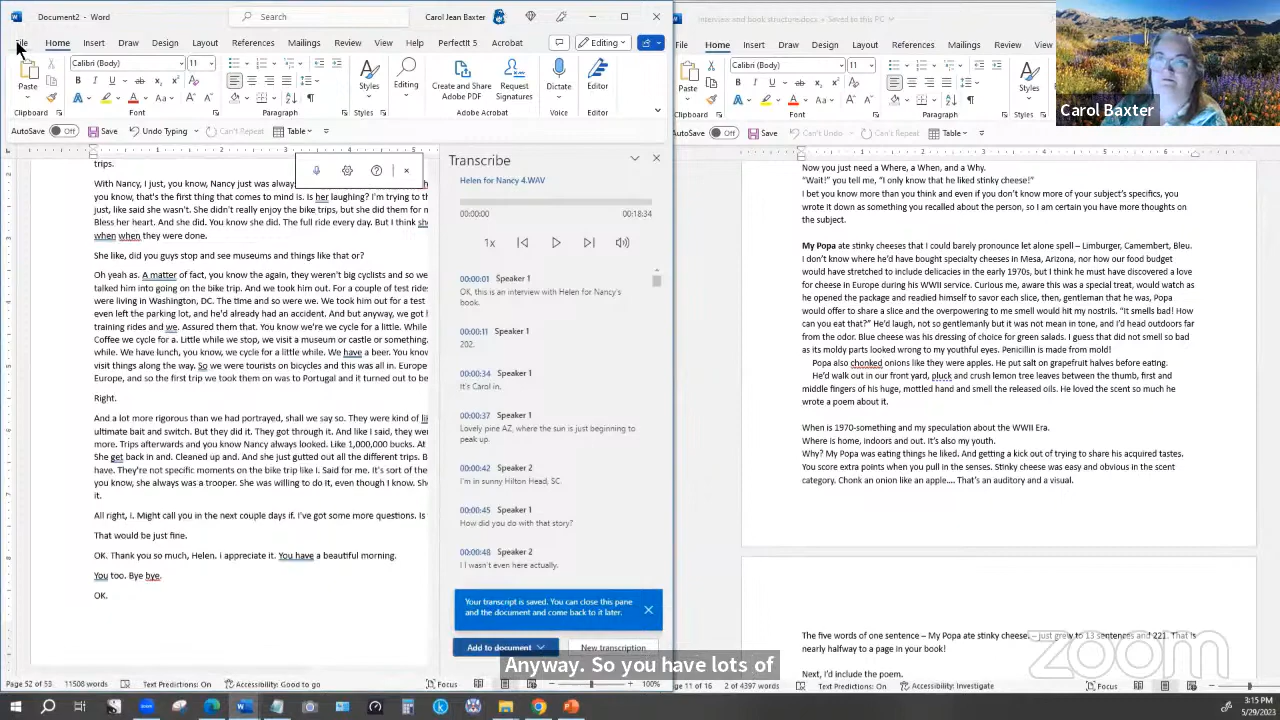 Document2 - Word
Search
Carol Jean Baxter
File Home Insert Draw Design Layout References Mailings Review View Help PerfectIt 5 Acrobat
Editing
Calibri (Body) 11
Paste
Styles
Editing
Create and Share Adobe PDF
Request Signatures
Dictate
Editor
Clipboard Font Paragraph Adobe Acrobat Voice Editor
AutoSave Off Save Undo Typing Can't Repeat Table
trips.
With Nancy, I just, you know, Nancy just was alway
you know, that's the first thing that comes to mind is. Is her laughing? I'm trying to th
just, like said she wasn't. She didn't really enjoy the bike trips, but she did them for m
Bless her heart. And she did. You know she did. The full ride every day. But I think she
when when they were done.
She like, did you guys stop and see museums and things like that or?
Oh yeah as. A matter of fact, you know the again, they weren't big cyclists and so we
talked him into going on the bike trip. And we took him out. For a couple of test rides
were living in Washington, DC. The time and so were we. We took him out for a test
even left the parking lot, and he'd already had an accident. And but anyway, we got h
training rides and we. Assured them that. You know we're we cycle for a little. While
Coffee we cycle for a. Little while we stop, we visit a museum or castle or something.
while. We have lunch, you know, we cycle for a little while. We have a beer. You know
visit things along the way. So we were tourists on bicycles and this was all in. Europe
Europe, and so the first trip we took them on was to Portugal and it turned out to be
Right.
And a lot more rigorous than we had portrayed, shall we say so. They were kind of li
ultimate bait and switch. But they did it. They got through it. And like I said, they wer
more. Trips afterwards and you know Nancy always looked. Like 1,000,000 bucks. At
She get back in and. Cleaned up and. And she just gutted out all the different trips. B
have. They're not specific moments on the bike trip like I. Said for me. It's sort of the
you know, she always was a trooper. She was willing to do it, even though I know. She
it.
All right, i. Might call you in the next couple days if. I've got some more questions. Is
That would be just fine.
OK. Thank you so much, Helen. i appreciate it. You have a beautiful morning.
You too. Bye bye.
OK.
Transcribe
Helen for Nancy 4.WAV
00:00:00 00:18:34
1x
00:00:01 Speaker 1
OK, this is an interview with Helen for Nancy's
book.
00:00:11 Speaker 1
202.
00:00:34 Speaker 1
It's Carol in.
00:00:37 Speaker 1
Lovely pine AZ, where the sun is just beginning to
peak up.
00:00:42 Speaker 2
I'm in sunny Hilton Head, SC.
00:00:45 Speaker 1
How did you do with that story?
00:00:48 Speaker 2
I I wasn't even here actually.
Your transcript is saved. You can close this pane
and the document and come back to it later.
Add to document
New transcription
Page 52 of 53 11508 words Text Predictions: On Accessibility: Good to go Focus 100%
Interview and book structure.docx • Saved to this PC
File Home Insert Draw Design Layout References Mailings Review View
Calibri (Body) 11
Paste
Styles
Clipboard Font Paragraph
AutoSave Off Save Can't Undo Can't Repeat Table
Now you just need a Where, a When, and a Why.
"Wait!" you tell me, "I only know that he liked stinky cheese!"
I bet you know more than you think and even if you don't know more of your subject's specifics, you
wrote it down as something you recalled about the person, so I am certain you have more thoughts on
the subject.
My Popa ate stinky cheeses that I could barely pronounce let alone spell – Limburger, Camembert, Bleu.
I don't know where he'd have bought specialty cheeses in Mesa, Arizona, nor how our food budget
would have stretched to include delicacies in the early 1970s, but I think he must have discovered a love
for cheese in Europe during his WWII service. Curious me, aware this was a special treat, would watch as
he opened the package and readied himself to savor each slice, then, gentleman that he was, Popa
would offer to share a slice and the overpowering to me smell would hit my nostrils. "It smells bad! How
can you eat that?" He'd laugh, not so gentlemanly but it was not mean in tone, and I'd head outdoors far
from the odor. Blue cheese was his dressing of choice for green salads. I guess that did not smell so bad
as its moldy parts looked wrong to my youthful eyes. Penicillin is made from mold!
Popa also chonked onions like they were apples. He put salt on grapefruit halves before eating.
He'd walk out in our front yard, pluck and crush lemon tree leaves between the thumb, first and
middle fingers of his huge, mottled hand and smell the released oils. He loved the scent so much he
wrote a poem about it.
When is 1970-something and my speculation about the WWII Era.
Where is home, indoors and out. It's also my youth.
Why? My Popa was eating things he liked. And getting a kick out of trying to share his acquired tastes.
You score extra points when you pull in the senses. Stinky cheese was easy and obvious in the scent
category. Chonk an onion like an apple…. That's an auditory and a visual.
The five words of one sentence – My Popa ate stinky cheese. – just grew to 13 sentences and 221. That is
nearly halfway to a page in your book!
Next, I'd include the poem.
Page 11 of 16 2 of 4397 words Text Predictions: On Accessibility: Investigate Focus
Carol Baxter
Anyway. So you have lots of
zoom
3:15 PM
5/29/2023